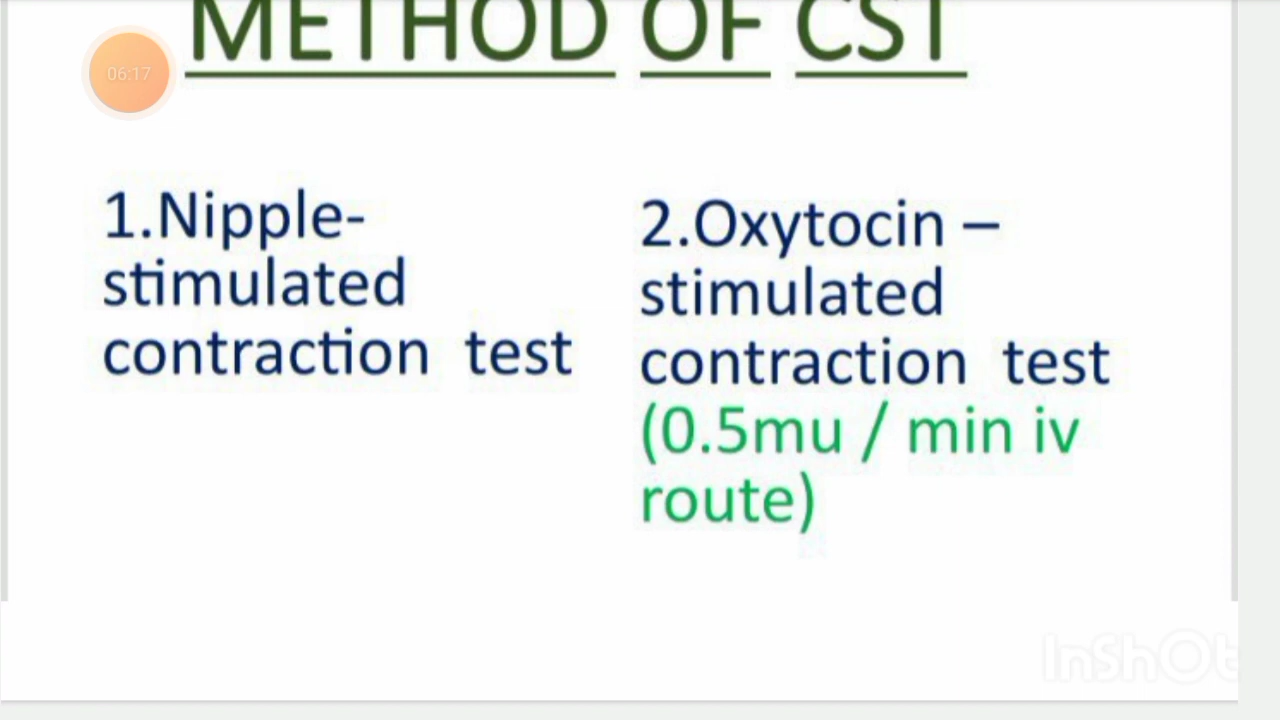 METHOD OF CST
06:17
1.Nipple-
stimulated
contraction test
2.Oxytocin –
stimulated
contraction test
(0.5mu / min iv
route)
InShOt